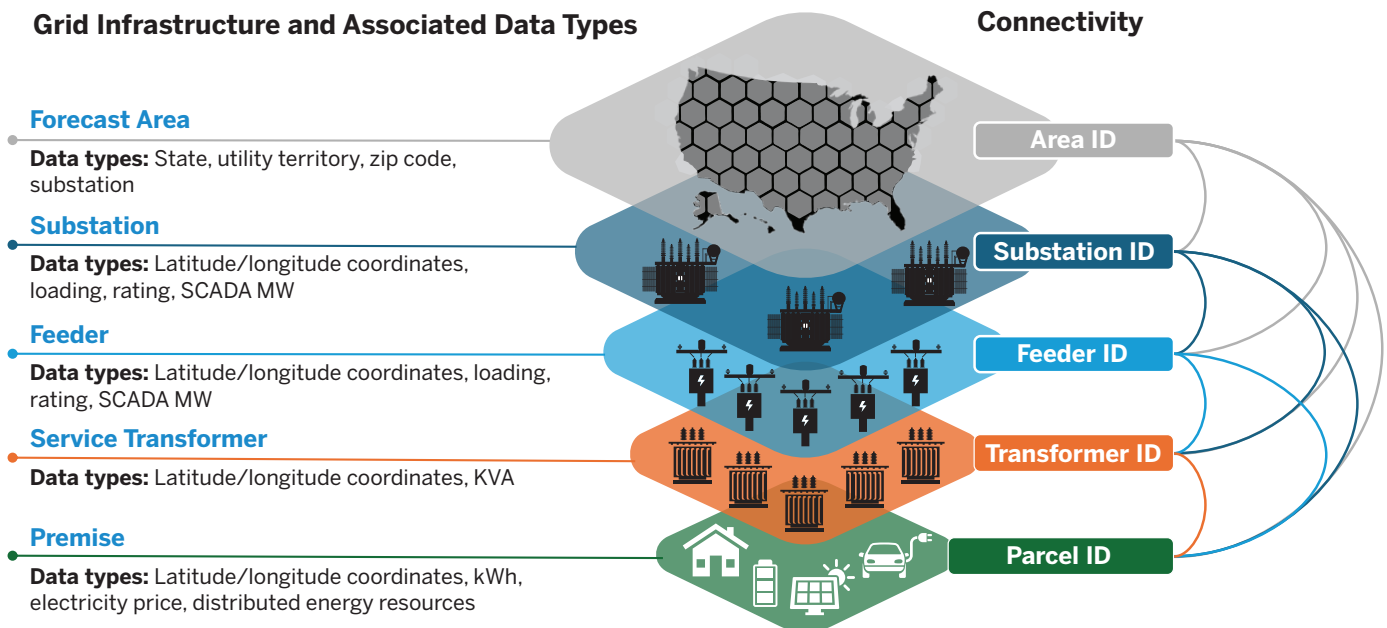 Grid Infrastructure and Associated Data Types
Connectivity
Forecast Area
Data types: State, utility territory, zip code,
substation
Area ID
Substation
Data types: Latitude/longitude coordinates,
loading, rating, SCADA MW
Substation ID
Feeder
Data types: Latitude/longitude coordinates, loading,
rating, SCADA MW
Feeder ID
Service Transformer
Data types: Latitude/longitude coordinates, KVA
Transformer ID
Premise
Data types: Latitude/longitude coordinates, kWh,
electricity price, distributed energy resources
Parcel ID